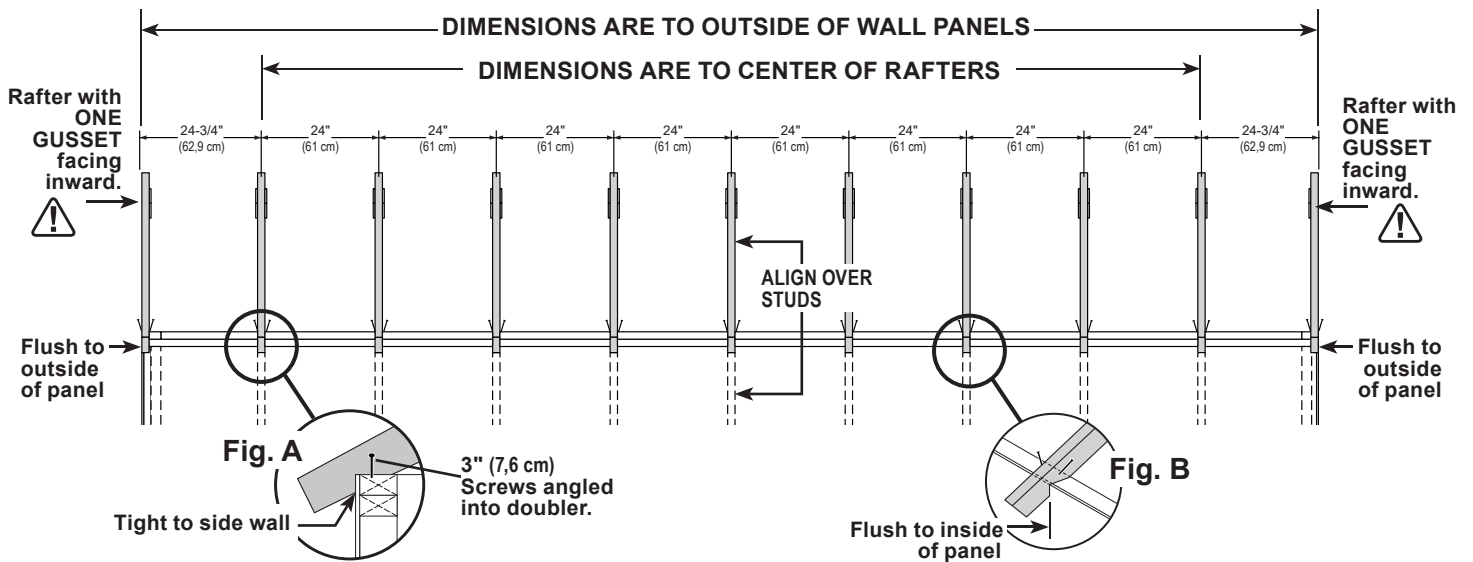 DIMENSIONS ARE TO OUTSIDE OF WALL PANELS
DIMENSIONS ARE TO CENTER OF RAFTERS
Rafter with
ONE
GUSSET
facing
inward.
24-3/4" 24" 24" 24" 24" 24" 24" 24" 24" 24-3/4"
(62,9 cm) (61 cm) (61 cm) (61 cm) (61 cm) (61 cm) (61 cm) (61 cm) (61 cm) (62,9 cm)
Rafter with
ONE
GUSSET
facing
inward.
!
!
ALIGN OVER
STUDS
Flush to
outside
of panel
Flush to
outside
of panel
Fig. A
3" (7,6 cm)
Screws angled
into doubler.
Tight to side wall
Fig. B
Flush to inside
of panel